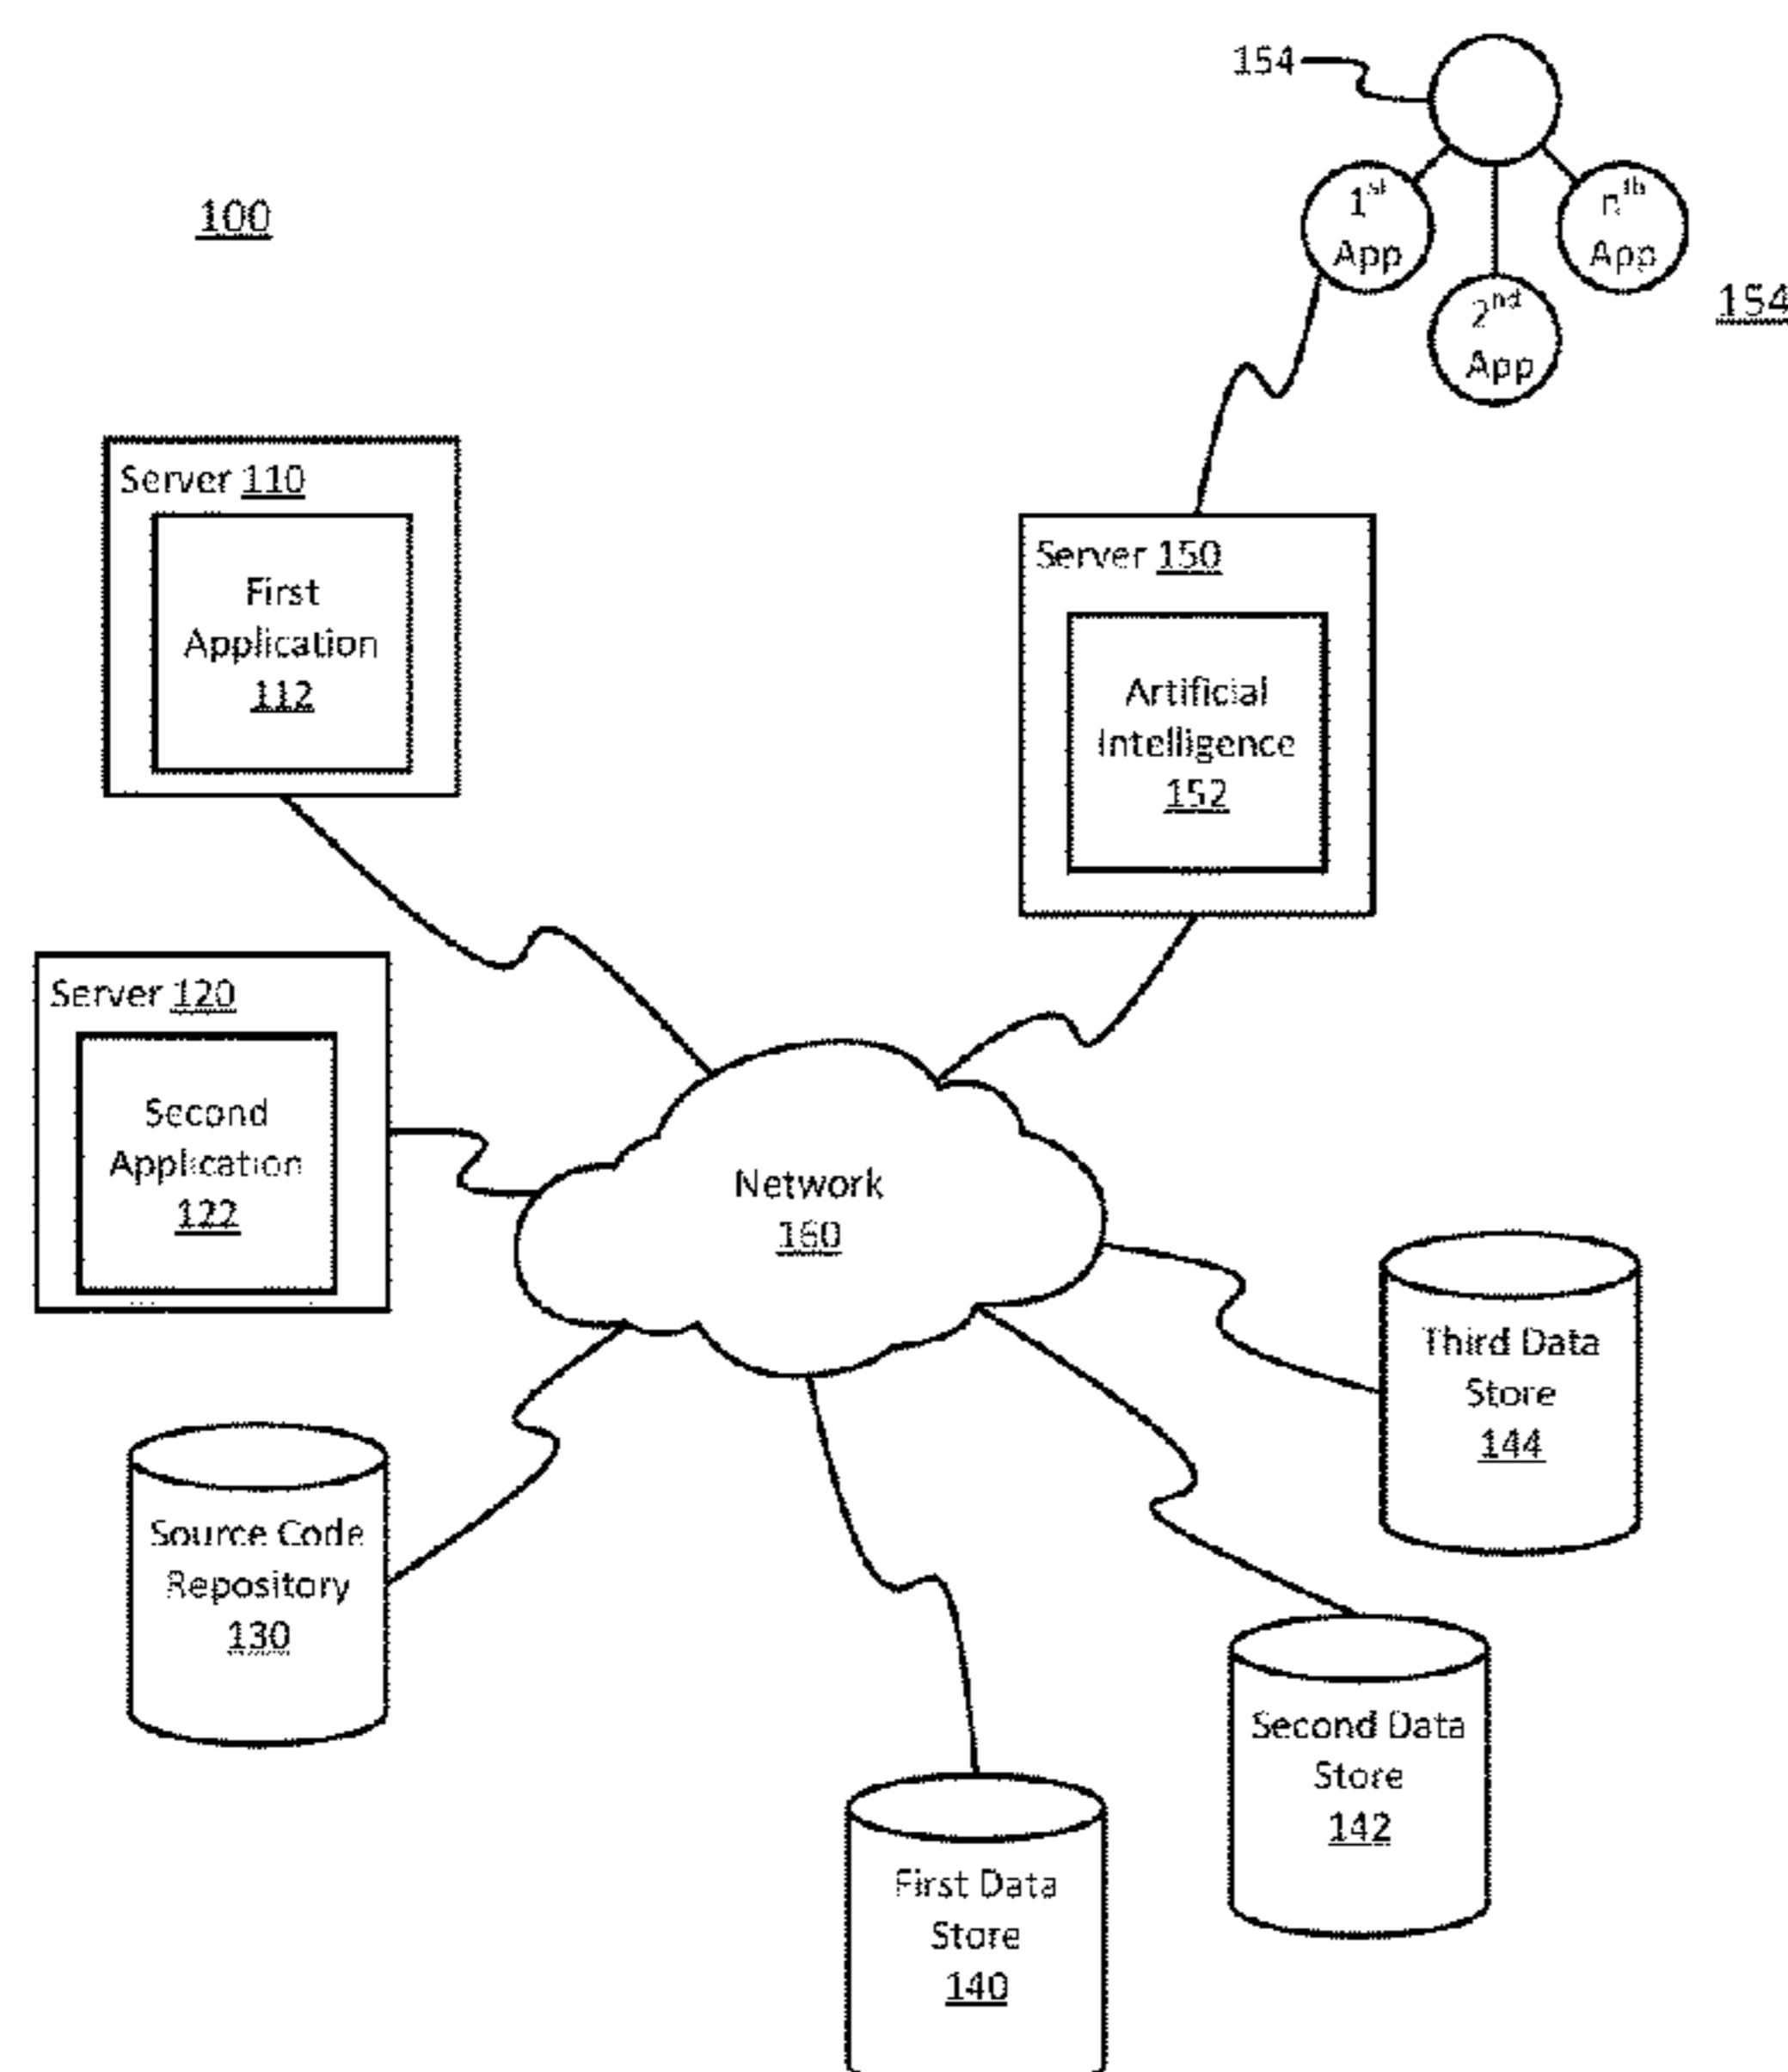 154
100
1st
App
nth
App
2nd
App
154
Server 110
First
Application
112
Server 150
Artificial
Intelligence
152
Server 120
Second
Application
122
Network
160
Third Data
Store
144
Source Code
Repository
130
Second Data
Store
142
First Data
Store
140